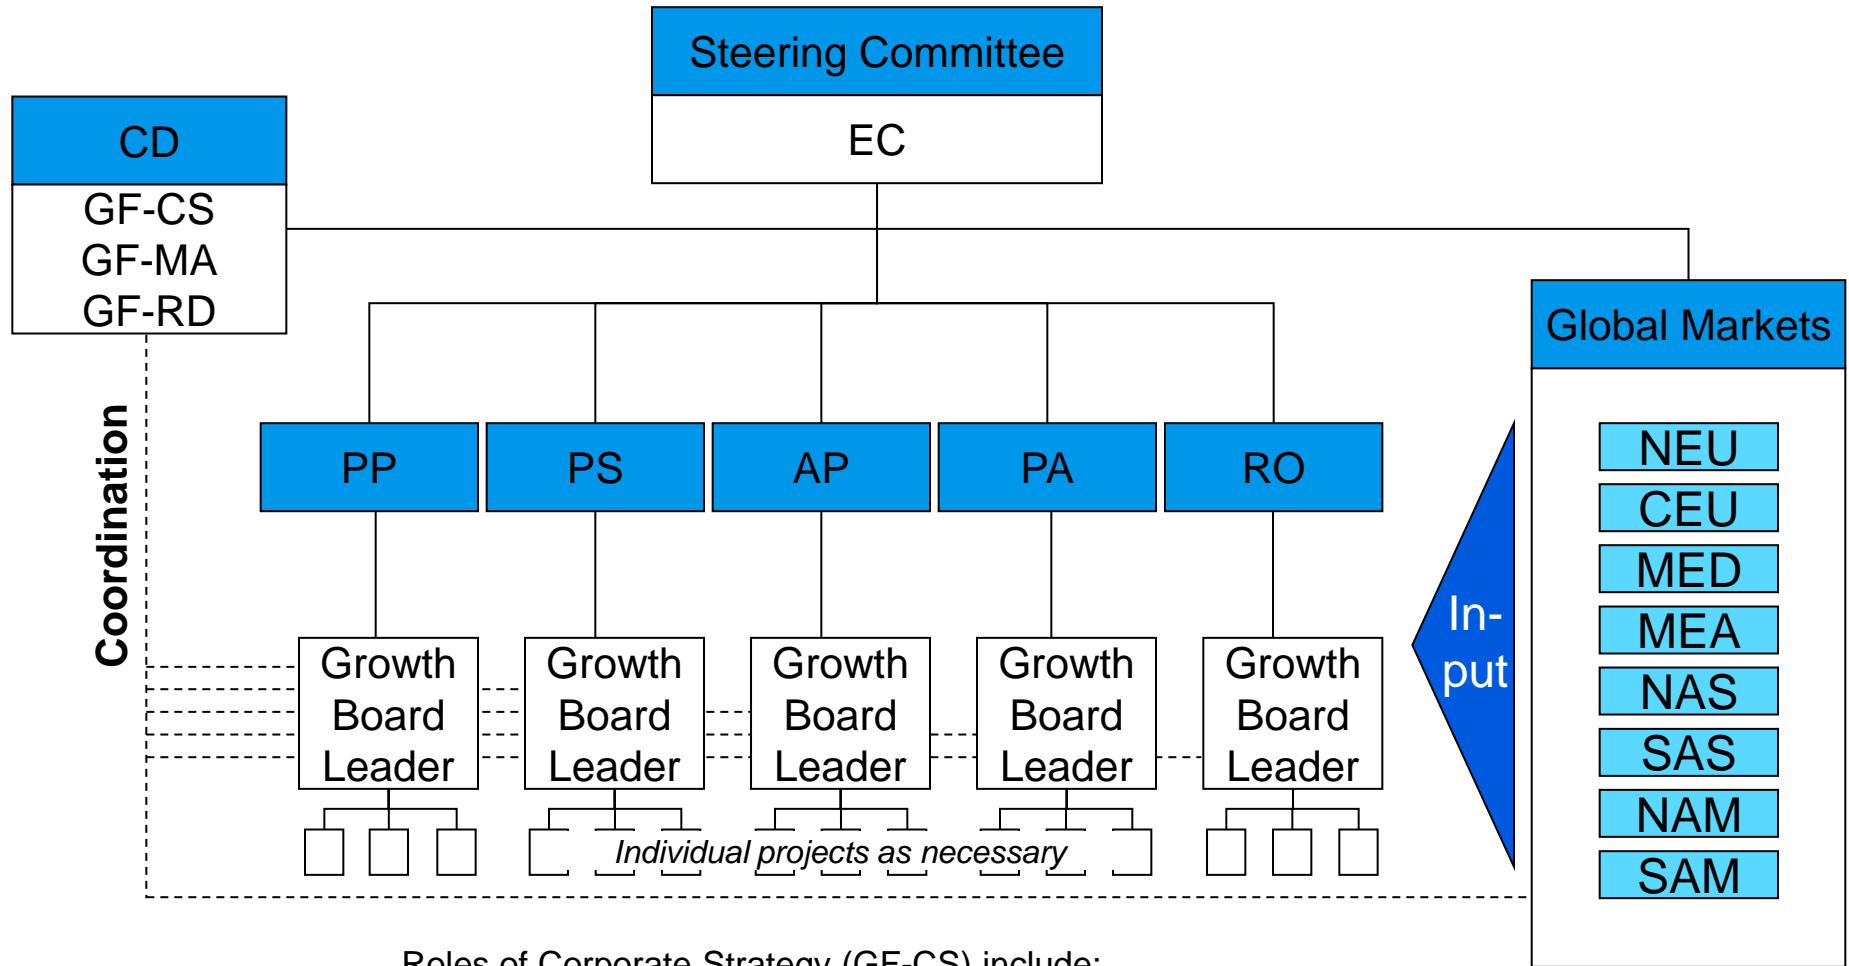 Steering Committee
EC
CD
GF-CS
GF-MA
GF-RD
Global Markets
Coordination
PP
PS
AP
PA
RO
Growth
Board
Leader
Growth
Board
Leader
Growth
Board
Leader
Growth
Board
Leader
Growth
Board
Leader
Individual projects as necessary
In-
put
NEU
CEU
MED
MEA
NAS
SAS
NAM
SAM
Roles of Corporate Strategy (GF-CS) include: